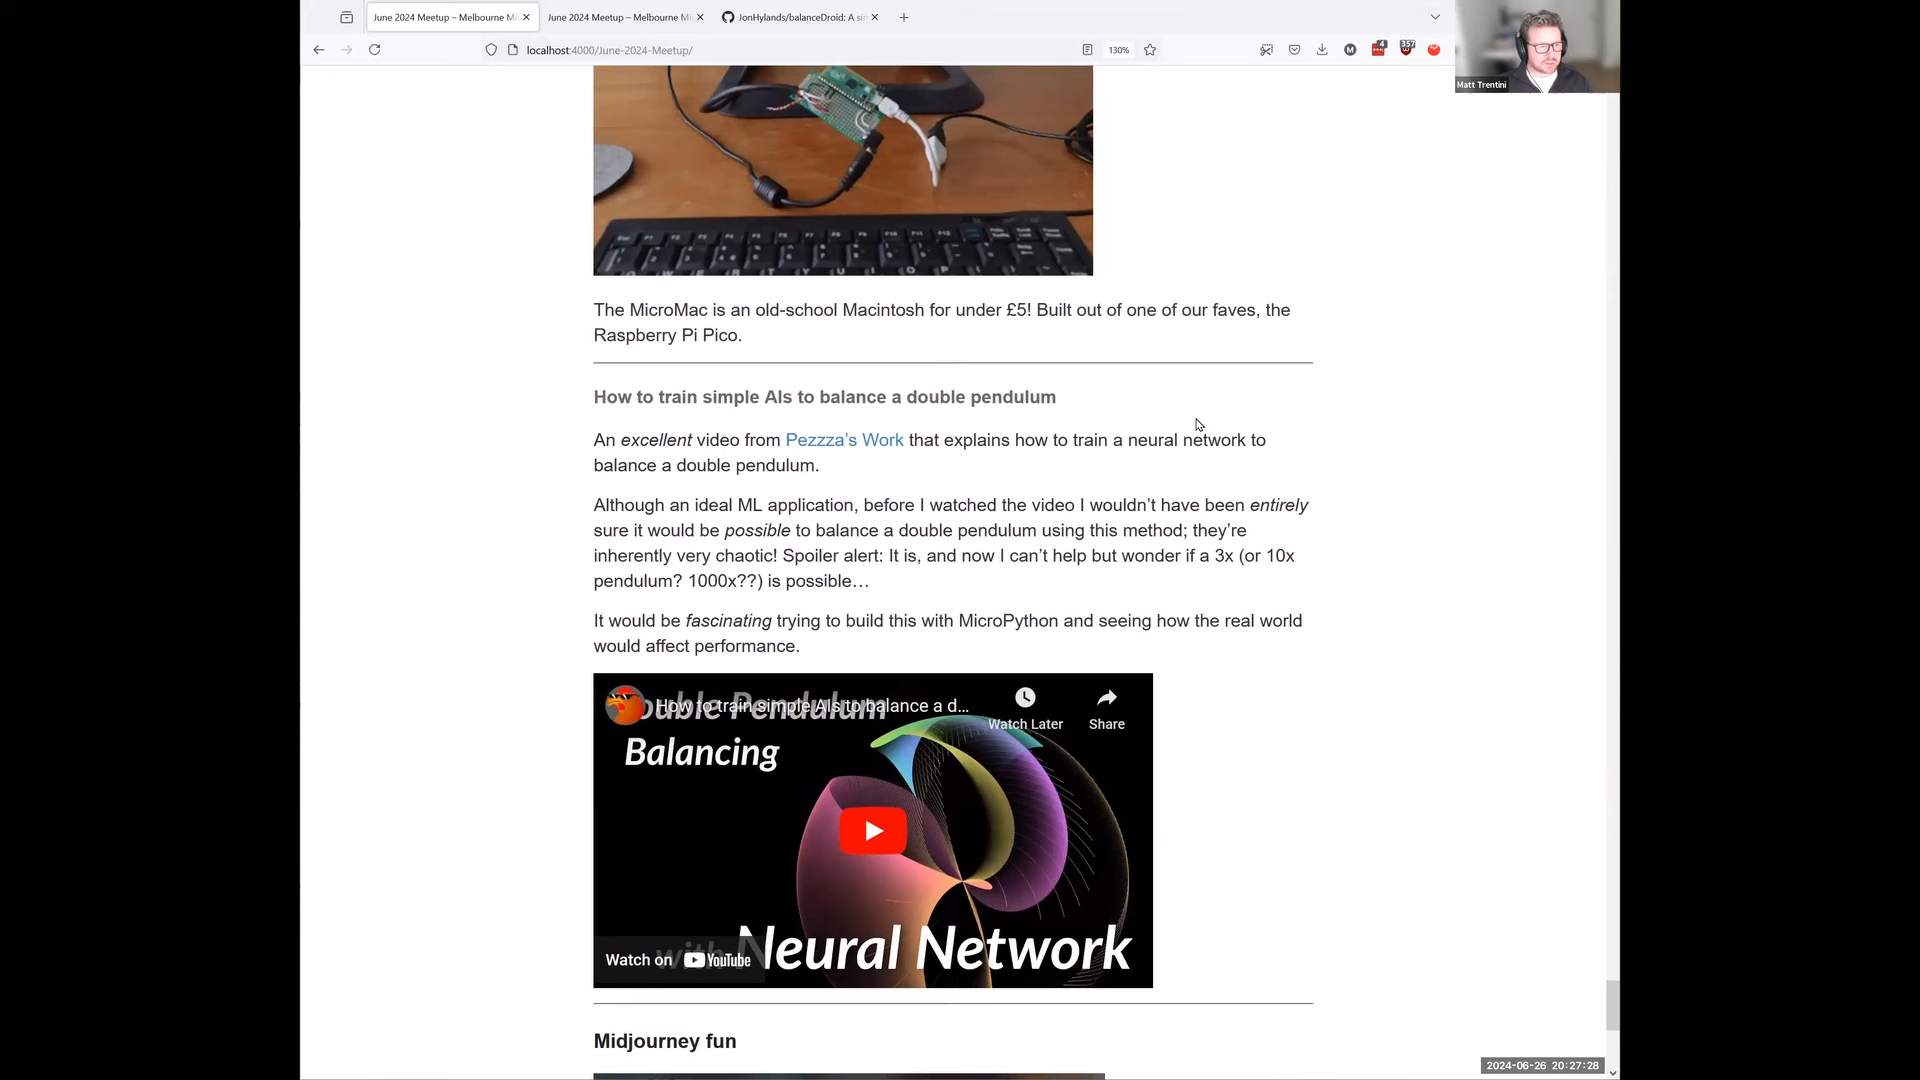 June 2024 Meetup – Melbourne Mi
June 2024 Meetup – Melbourne Mi
JonHylands/balanceDroid: A sin
localhost:4000/June-2024-Meetup/
130%
M
4
357
Matt Trentini
The MicroMac is an old-school Macintosh for under £5! Built out of one of our faves, the
Raspberry Pi Pico.
How to train simple AIs to balance a double pendulum
An excellent video from Pezzza's Work that explains how to train a neural network to
balance a double pendulum.
Although an ideal ML application, before I watched the video I wouldn't have been entirely
sure it would be possible to balance a double pendulum using this method; they're
inherently very chaotic! Spoiler alert: It is, and now I can't help but wonder if a 3x (or 10x
pendulum? 1000x??) is possible…
It would be fascinating trying to build this with MicroPython and seeing how the real world
would affect performance.
Double Pendulum
How to train simple AIs to balance a d...
Watch Later
Share
Balancing
with Neural Network
Watch on YouTube
Midjourney fun
2024-06-26 20:27:28